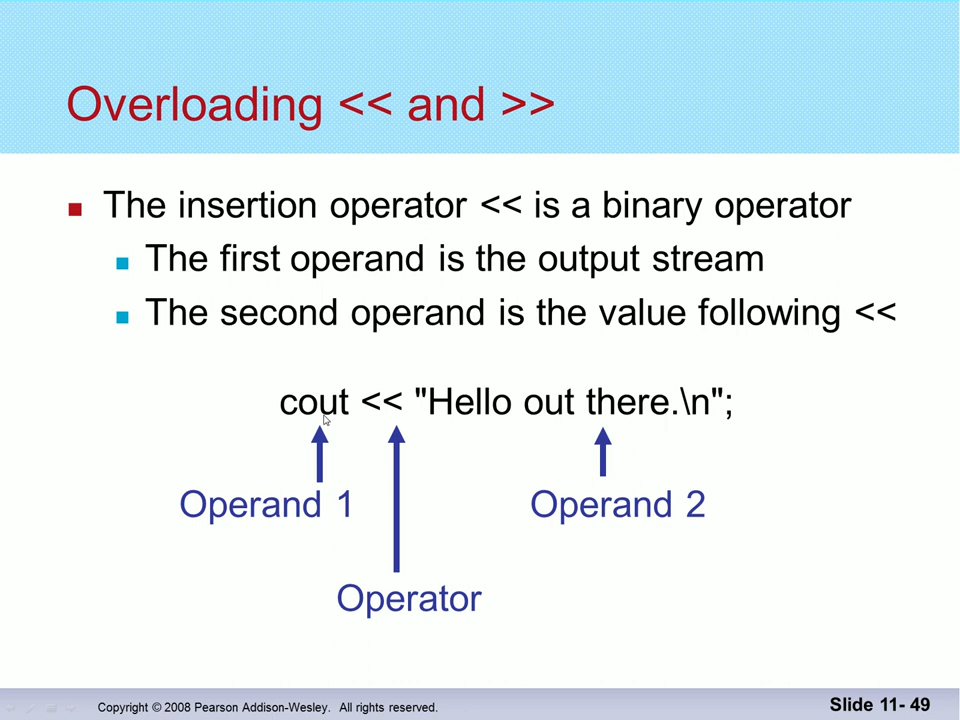 Overloading << and >>
The insertion operator << is a binary operator
The first operand is the output stream
The second operand is the value following <<
cout << "Hello out there.\n";
Operand 1
Operand 2
Operator
Copyright © 2008 Pearson Addison-Wesley. All rights reserved.
Slide 11- 49